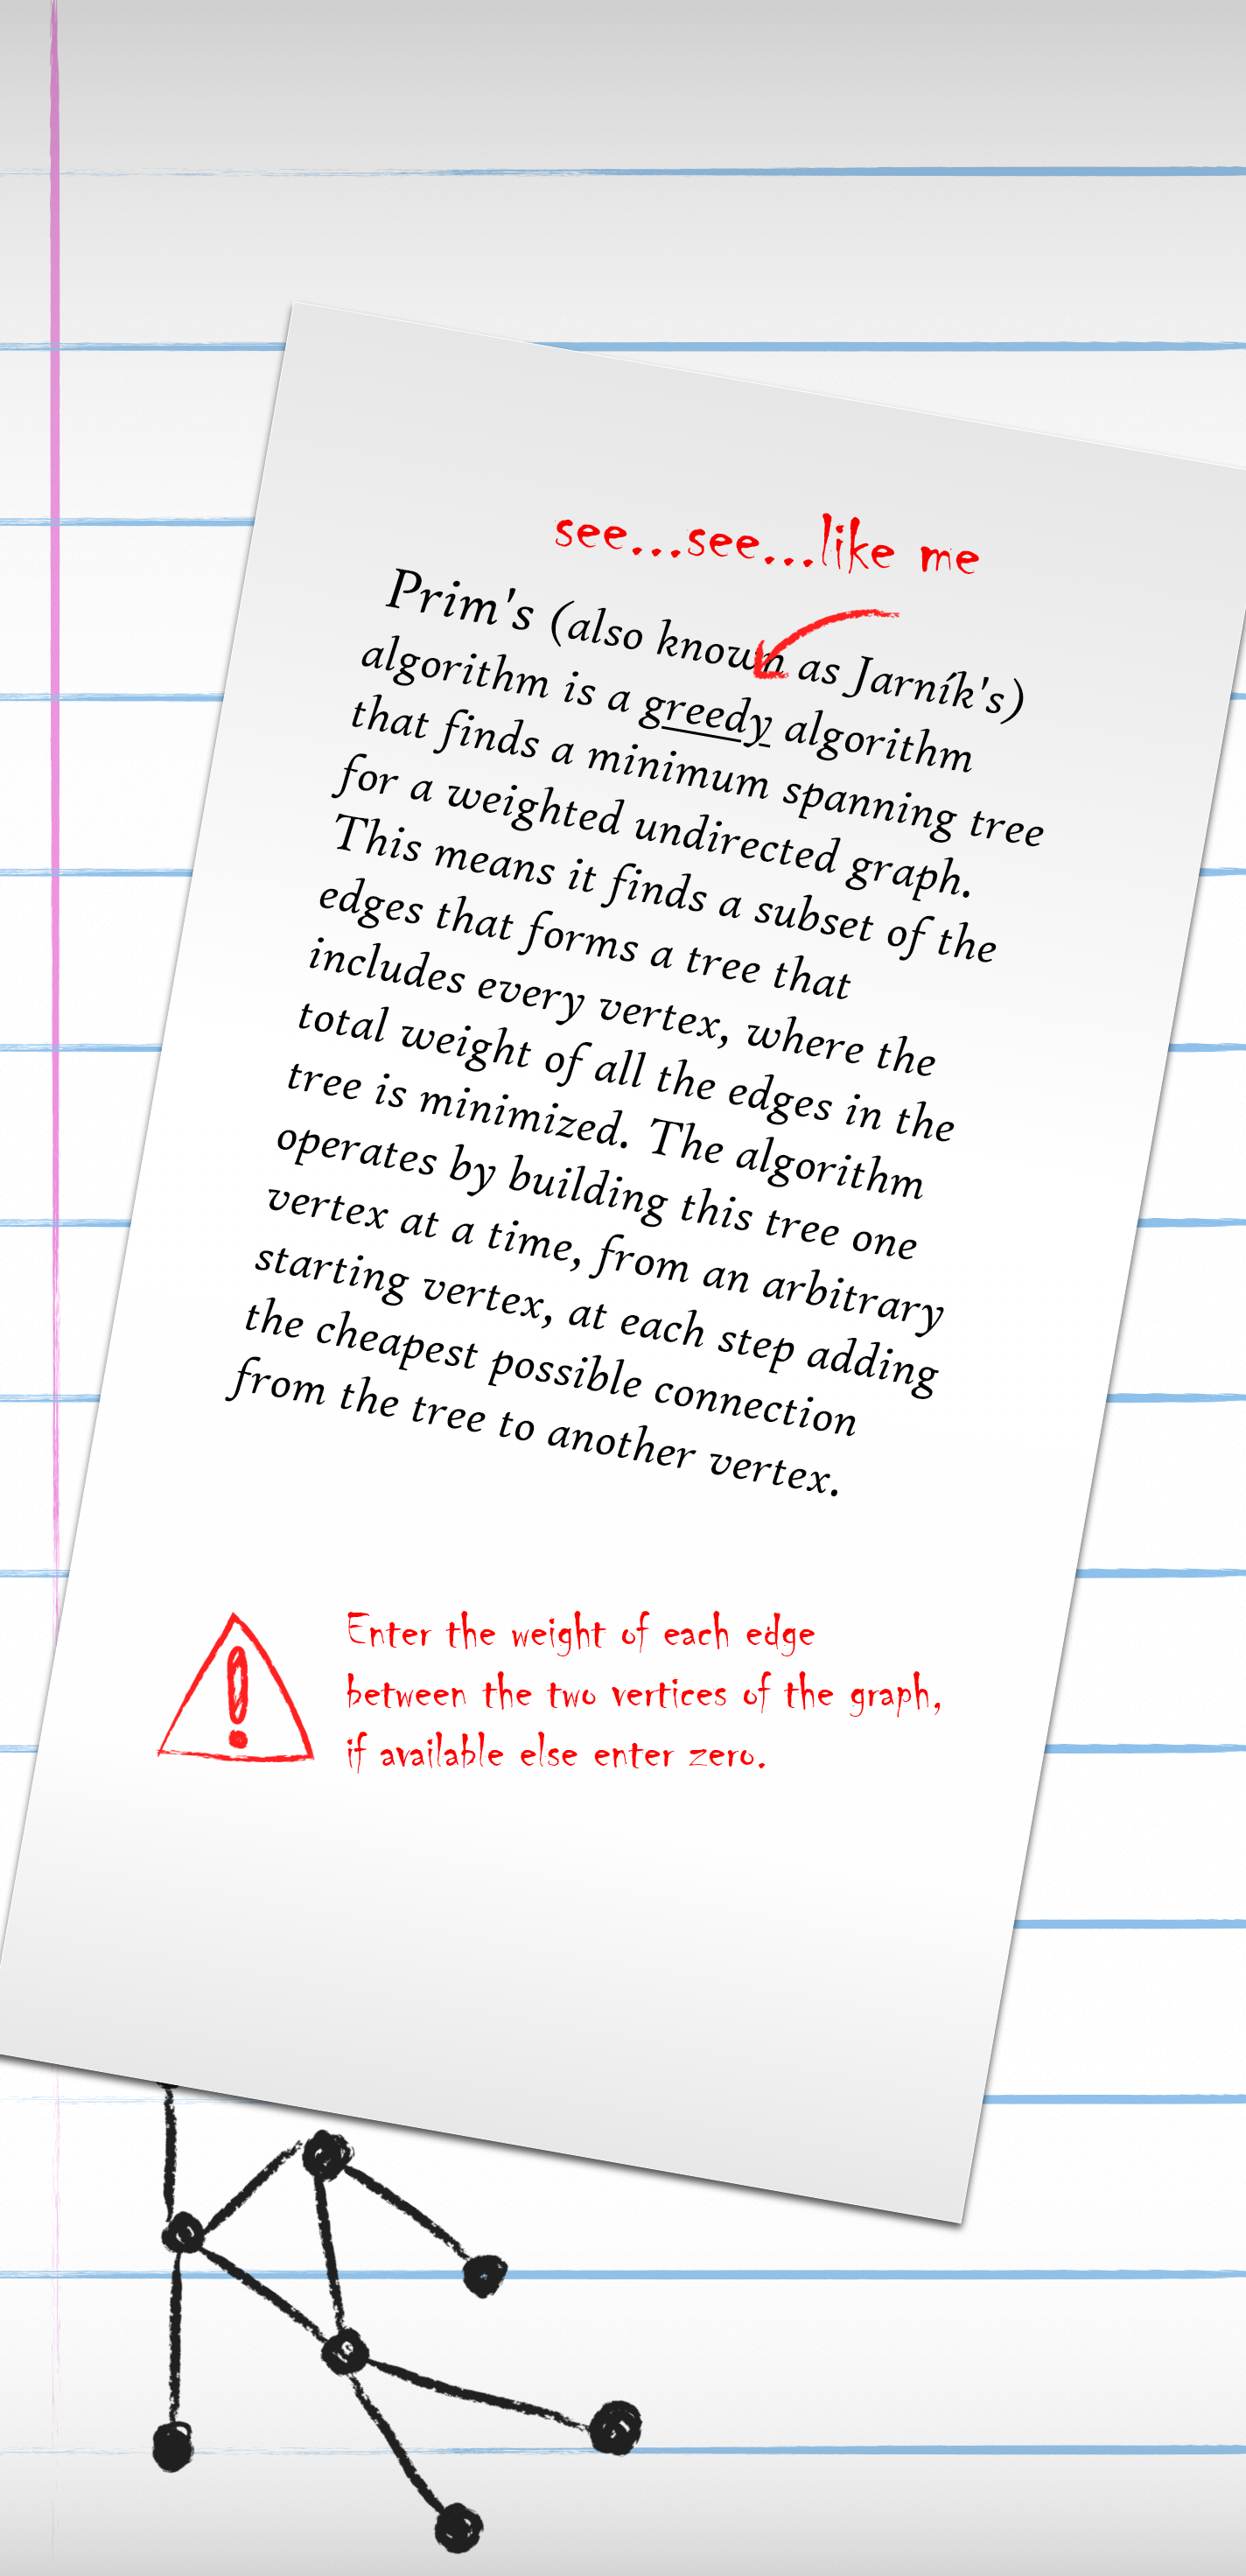 see...see...like me
Prim's (also known as Jarník's)
algorithm is a greedy algorithm
that finds a minimum spanning tree
for a weighted undirected graph.
This means it finds a subset of the
edges that forms a tree that
includes every vertex, where the
total weight of all the edges in the
tree is minimized. The algorithm
operates by building this tree one
vertex at a time, from an arbitrary
starting vertex, at each step adding
the cheapest possible connection
from the tree to another vertex.
Enter the weight of each edge
between the two vertices of the graph,
if available else enter zero.